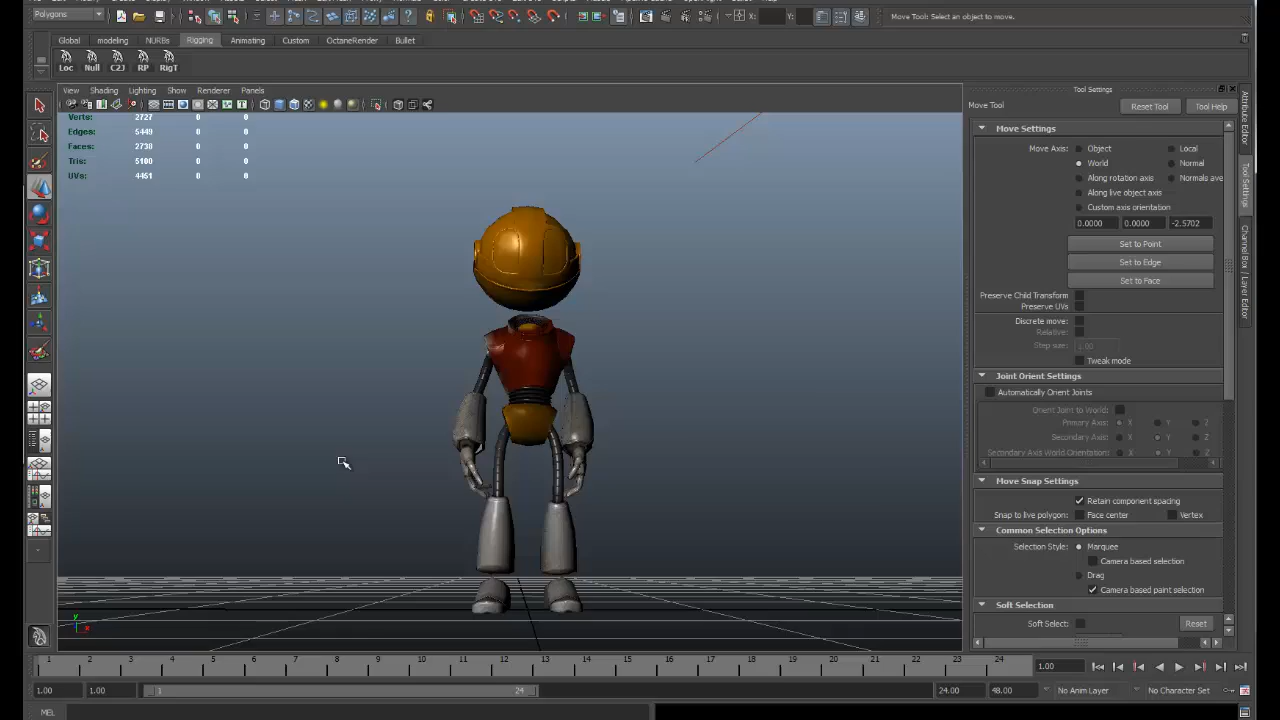 Polygons
X:
Y:
Move Tool: Select an object to move.
Global modeling NURBS Rigging Animating Custom OctaneRender Bullet
Loc Null C2J RP RigT
View Shading Lighting Show Renderer Panels
Verts: 2727 0 0
Edges: 5449 0 0
Faces: 2730 0 0
Tris: 5100 0 0
UVs: 4461 0 0
y
x
Tool Settings
Move Tool Reset Tool Tool Help
Move Settings
Move Axis: Object Local
World Normal
Along rotation axis Normals ave
Along live object axis
Custom axis orientation
0.0000 0.0000 -2.5702
Set to Point
Set to Edge
Set to Face
Preserve Child Transform
Preserve UVs
Discrete move:
Relative:
Step size: 1.00
Tweak mode
Joint Orient Settings
Automatically Orient Joints
Orient Joint to World:
Primary Axis: X Y Z
Secondary Axis: X Y Z
Secondary Axis World Orientation: X Y Z
Move Snap Settings
Retain component spacing
Snap to live polygon: Face center Vertex
Common Selection Options
Selection Style: Marquee
Camera based selection
Drag
Camera based paint selection
Soft Selection
Soft Select: Reset
Attribute Editor
Tool Settings
Channel Box / Layer Editor
1 2 3 4 5 6 7 8 9 10 11 12 13 14 15 16 17 18 19 20 21 22 23 24 1.00
1.00 1.00 1 24 24.00 48.00 No Anim Layer No Character Set
MEL